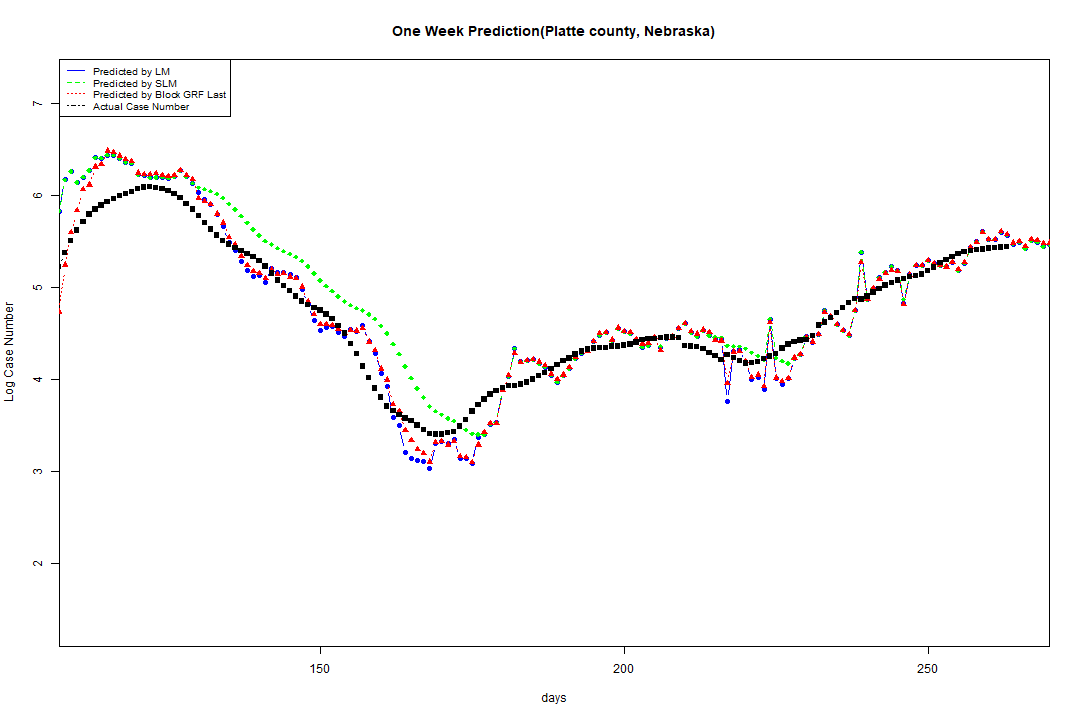 One Week Prediction(Platte county, Nebraska)
Predicted by LM
Predicted by SLM
Predicted by Block GRF Last
Actual Case Number
7
6
5
4
3
2
Log Case Number
150
200
250
days